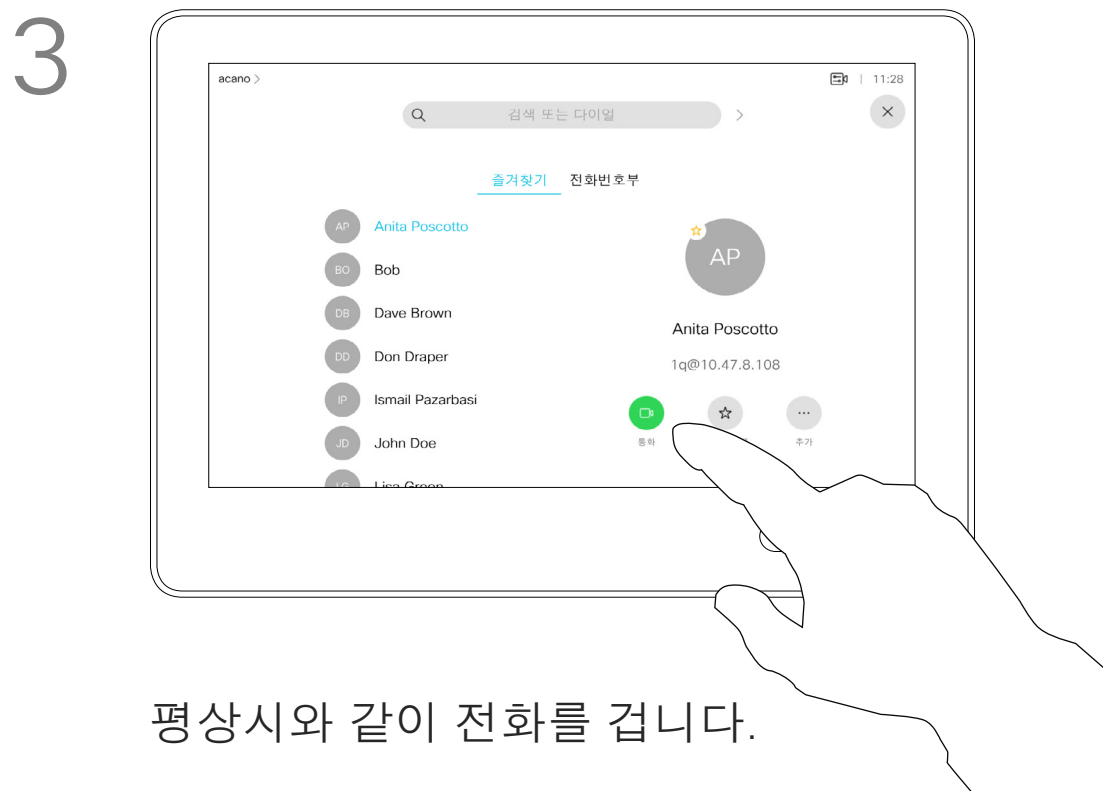 3
acano >
11:28
검색 또는 다이얼
즐겨찾기 전화번호부
AP Anita Poscotto
BO Bob
DB Dave Brown
DD Don Draper
IP Ismail Pazarbasi
JD John Doe
LG Lisa Green
AP
Anita Poscotto
1q@10.47.8.108
통화
추가
평상시와 같이 전화를 겁니다.